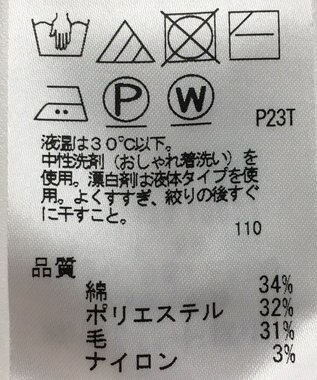 P W P23T
液温は30℃以下。
中性洗剤（おしゃれ着洗い）を
使用。漂白剤は液体タイプを使
用。よくすすぎ、絞りの後すぐ
に干すこと。
110
品質
綿 34%
ポリエステル 32%
毛 31%
ナイロン 3%